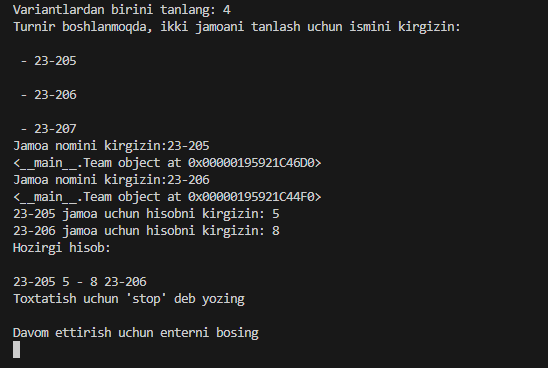 Variantlardan birini tanlang: 4
Turnir boshlanmoqda, ikki jamoani tanlash uchun ismini kirgizin:
- 23-205
- 23-206
- 23-207
Jamoa nomini kirgizin:23-205
<__main__.Team object at 0x00000195921C46D0>
Jamoa nomini kirgizin:23-206
<__main__.Team object at 0x00000195921C44F0>
23-205 jamoa uchun hisobni kirgizin: 5
23-206 jamoa uchun hisobni kirgizin: 8
Hozirgi hisob:
23-205 5 - 8 23-206
Toxtatish uchun 'stop' deb yozing
Davom ettirish uchun enterni bosing